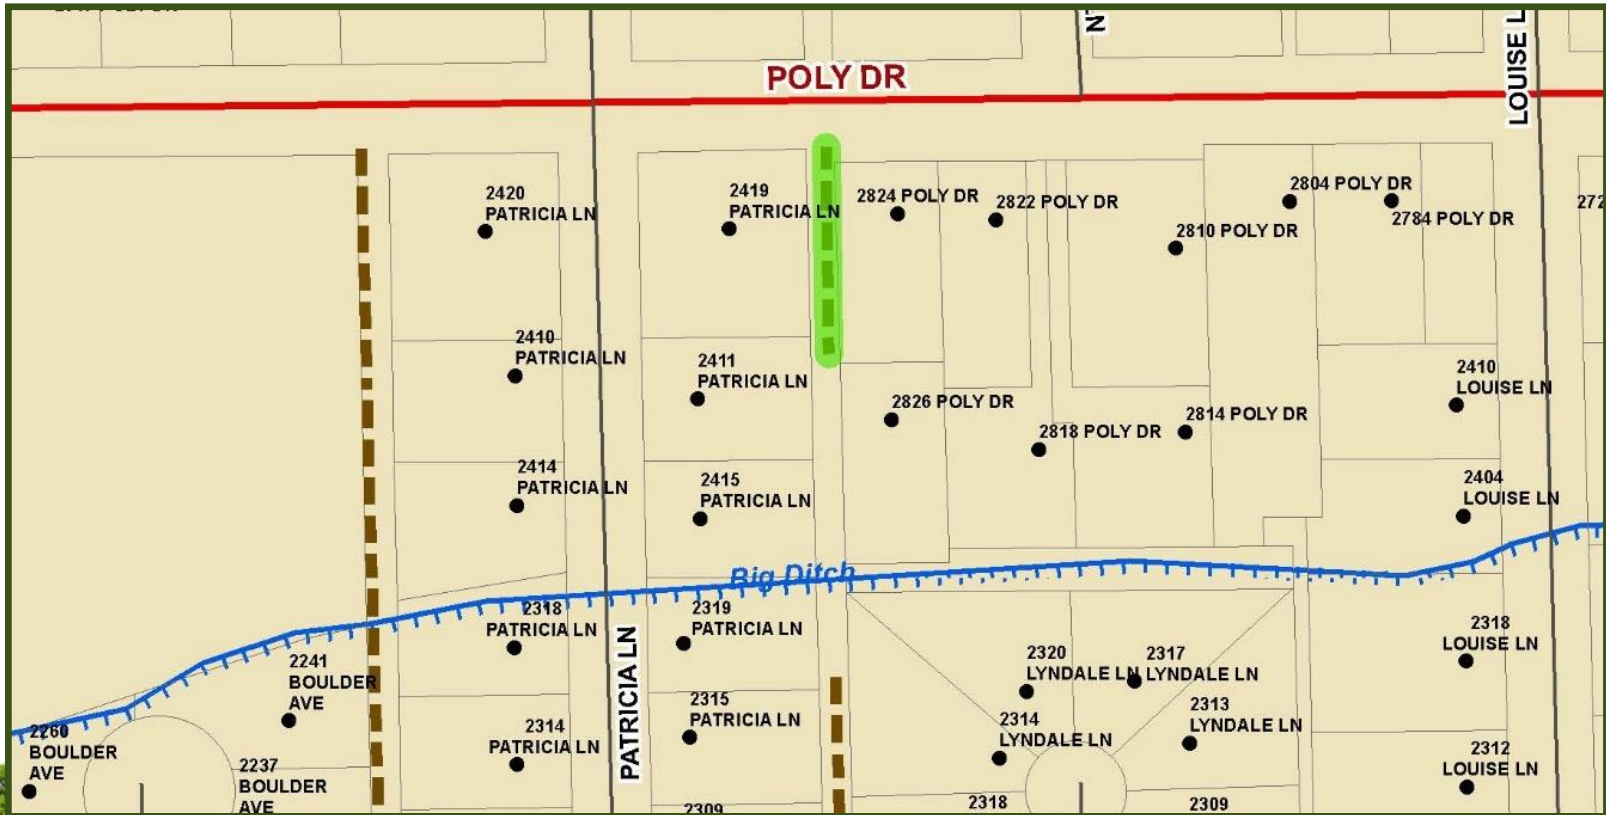 N
LOUISE L
POLY DR
2420
PATRICIA LN
2419
PATRICIA LN
2824 POLY DR
2822 POLY DR
2804 POLY DR
2784 POLY DR
2810 POLY DR
272
2410
PATRICIA LN
2411
PATRICIA LN
2826 POLY DR
2818 POLY DR
2814 POLY DR
2410
LOUISE LN
2414
PATRICIA LN
2415
PATRICIA LN
2404
LOUISE LN
Big Ditch
2318
PATRICIA LN
2319
PATRICIA LN
2318
LOUISE LN
2241
BOULDER
AVE
PATRICIA LN
2320
LYNDALE LN
2317
LYNDALE LN
2260
BOULDER
AVE
2314
PATRICIA LN
2315
PATRICIA LN
2314
LYNDALE LN
2313
LYNDALE LN
2312
LOUISE LN
2237
BOULDER
AVE
2309
2318
2309